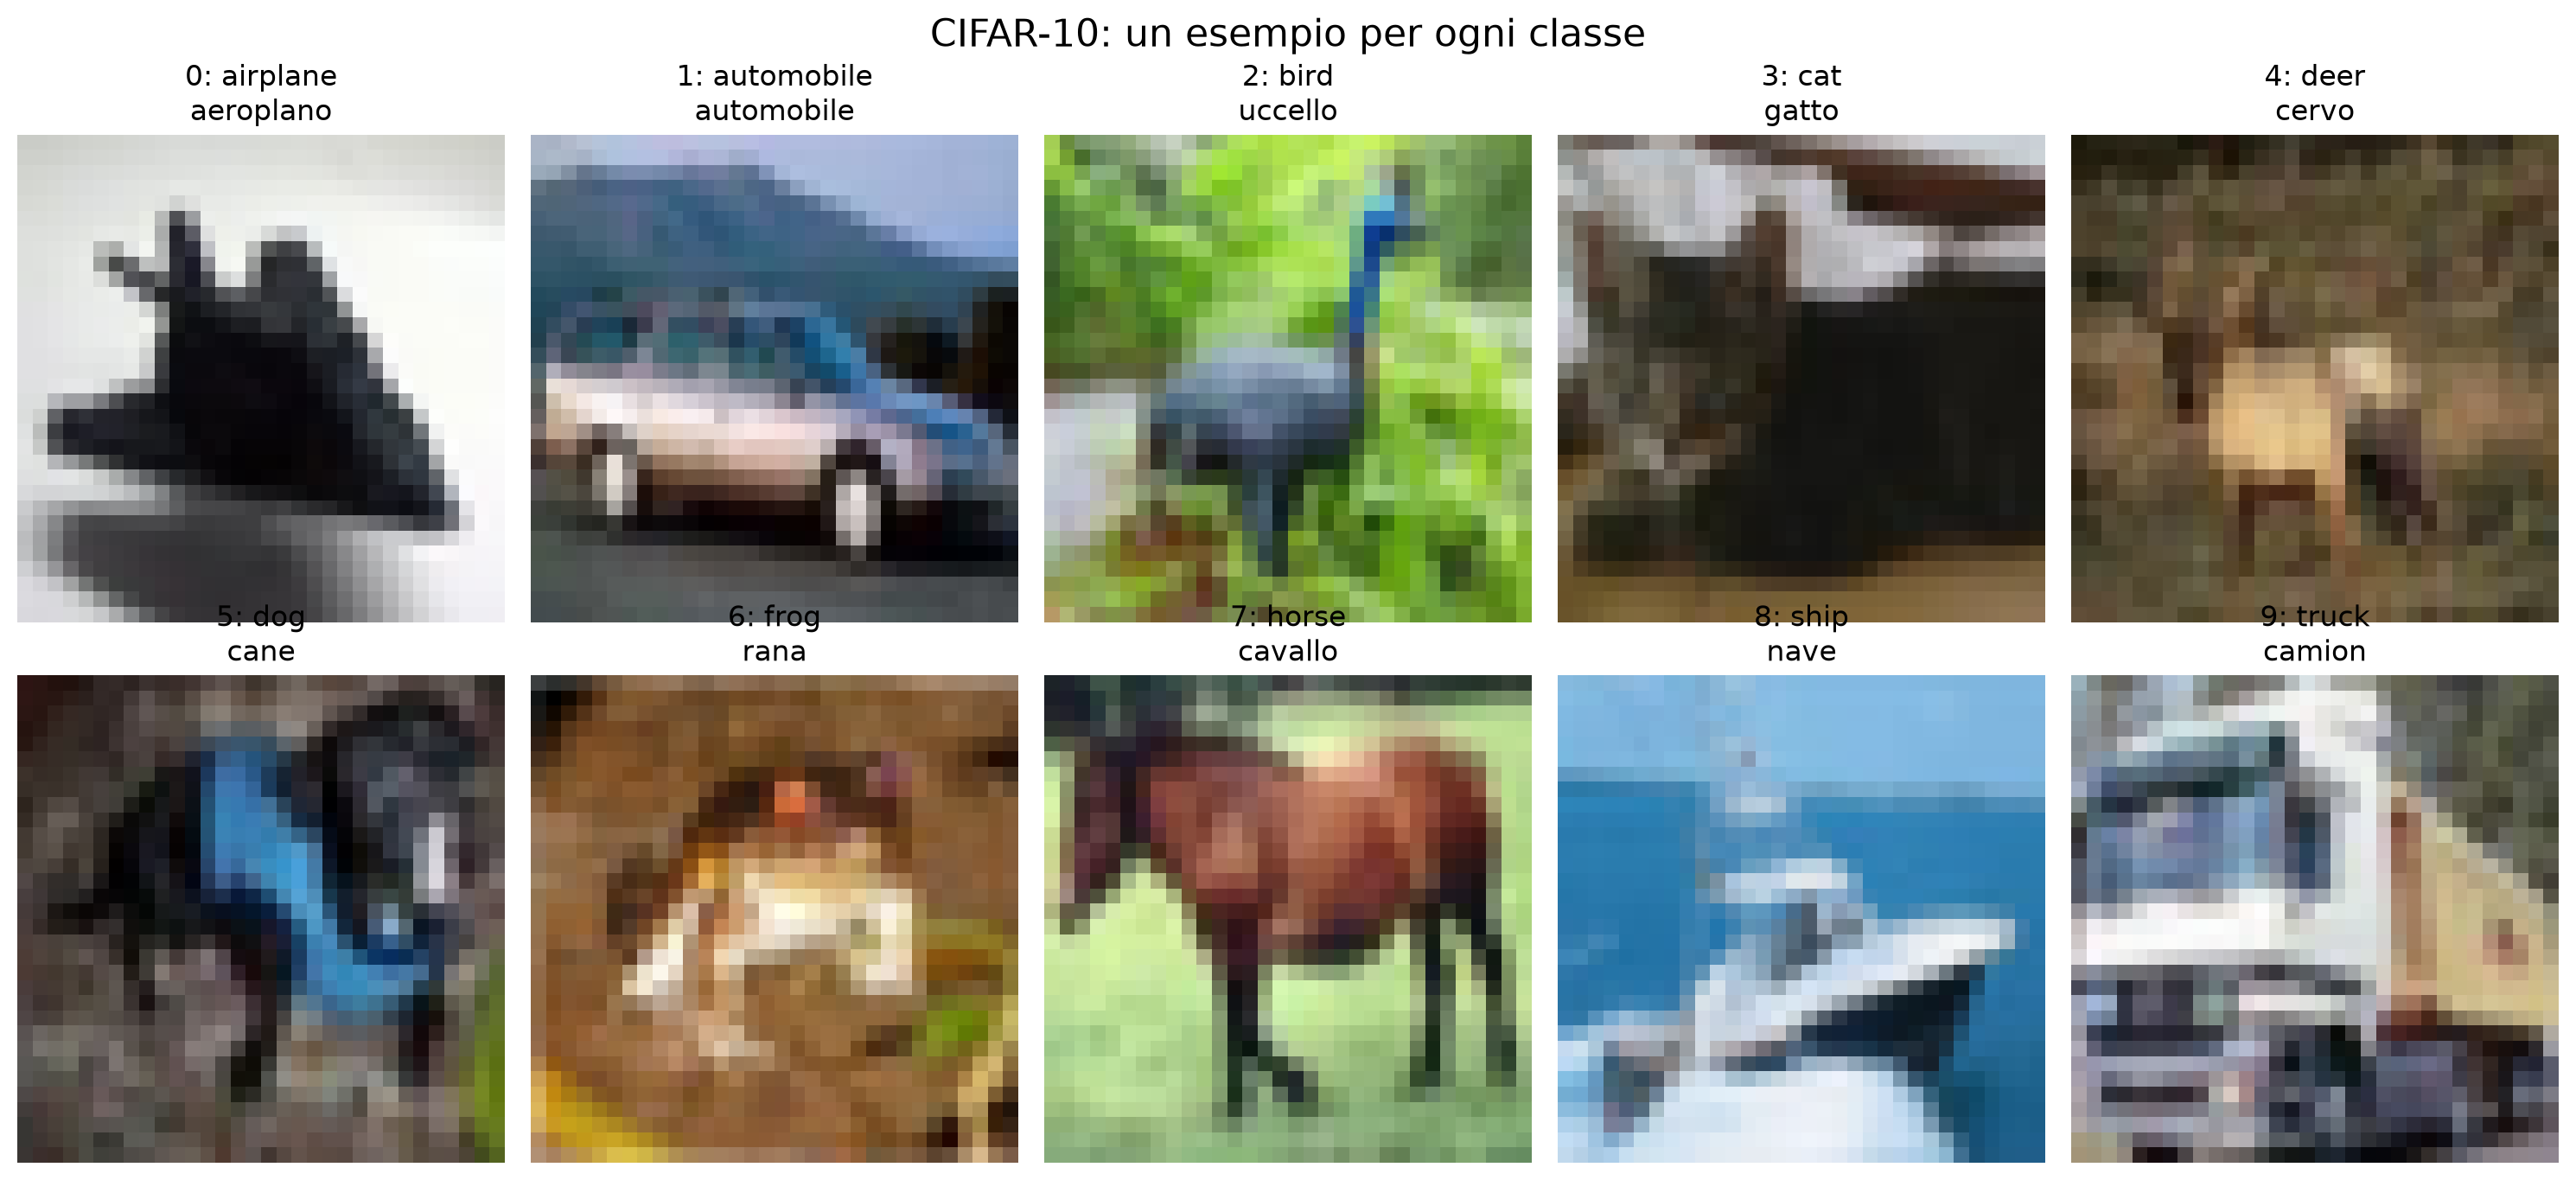 CIFAR-10: un esempio per ogni classe
0: airplane
aeroplano
1: automobile
automobile
2: bird
uccello
3: cat
gatto
4: deer
cervo
5: dog
cane
6: frog
rana
7: horse
cavallo
8: ship
nave
9: truck
camion